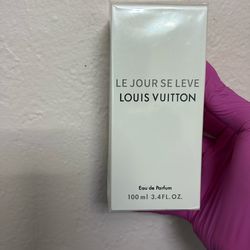 LE JOUR SE LEVE
LOUIS VUITTON
Eau de Parfum
100 ml 3.4 FL. OZ.